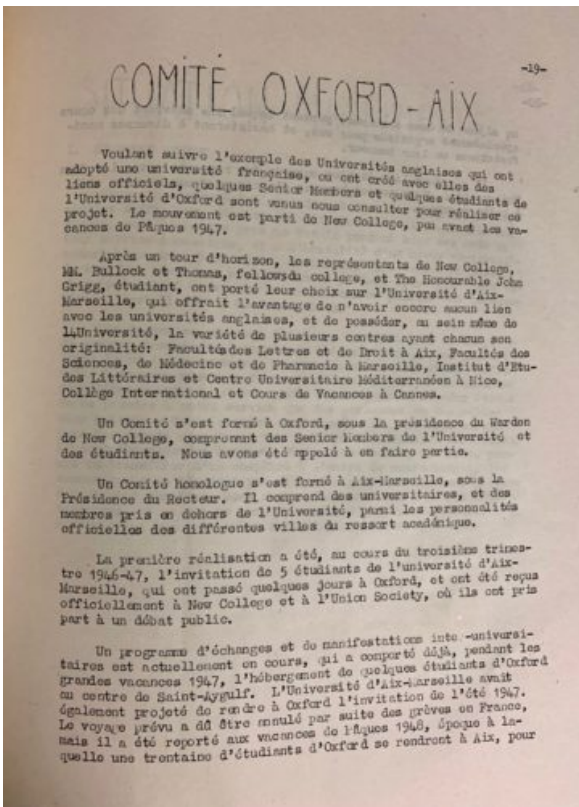 -19-
COMITÉ OXFORD-AIX
Voulant suivre l'exemple des Universités anglaises qui ont
adopté une université française, ou ont créé avec elles des
liens officiels, quelques Senior Members et quelques étudiants de
l'Université d'Oxford sont venus nous consulter pour réaliser ce
projet. Le mouvement est parti de New College, peu avant les va-
cances de Pâques 1947.
Après un tour d'horizon, les représentants de New College,
MM. Bullock et Thomas, fellowsdu college, et The Honourable John
Grigg, étudiant, ont porté leur choix sur l'Université d'Aix-
Marseille, qui offrait l'avantage de n'avoir encore aucun lien
avec les universités anglaises, et de posséder, au sein même de
l4Université, la variété de plusieurs centres ayant chacun son
originalité: Facultés des Lettres et de Droit à Aix, Facultés des
Sciences, de Médecine et de Pharmacie à Marseille, Institut d'Etu-
des Littéraires et Centre Universitaire Méditerranéen à Nice,
Collège International et Cours de Vacances à Cannes.
Un Comité s'est formé à Oxford, sous la présidence du Warden
de New College, comprenant des Senior Members de l'Université et
des étudiants. Nous avons été appelé à en faire partie.
Un Comité homologue s'est formé à Aix-Marseille, sous la
Présidence du Recteur. Il comprend des universitaires, et des
membres pris en dehors de l'Université, parmi les personalités
officielles des différentes villes du ressort académique.
La première réalisation a été, au cours du troisième trimes-
tre 1946-47, l'invitation de 5 étudiants de l'université d'Aix-
Marseille, qui ont passé quelques jours à Oxford, et ont été reçus
officiellement à New College et à l'Union Society, où ils ont pris
part à un débat public.
Un programme d'échanges et de manifestations inte -universi-
taires est actuellement en cours, qui a comporté déjà, pendant les
grandes vacances 1947, l'hébergement de quelques étudiants d'Oxford
au centre de Saint-Aygulf. L'Université d'Aix-Marseille avait
également projeté de rendre à Oxford l'invitation de l'été 1947.
Le voyage prévu a dû être annulé par suite des grèves en France,
mais il a été reporté aux vacances de Pâques 1948, époque à la-
quelle une trentaine d'étudiants d'Oxford se rendront à Aix, pour